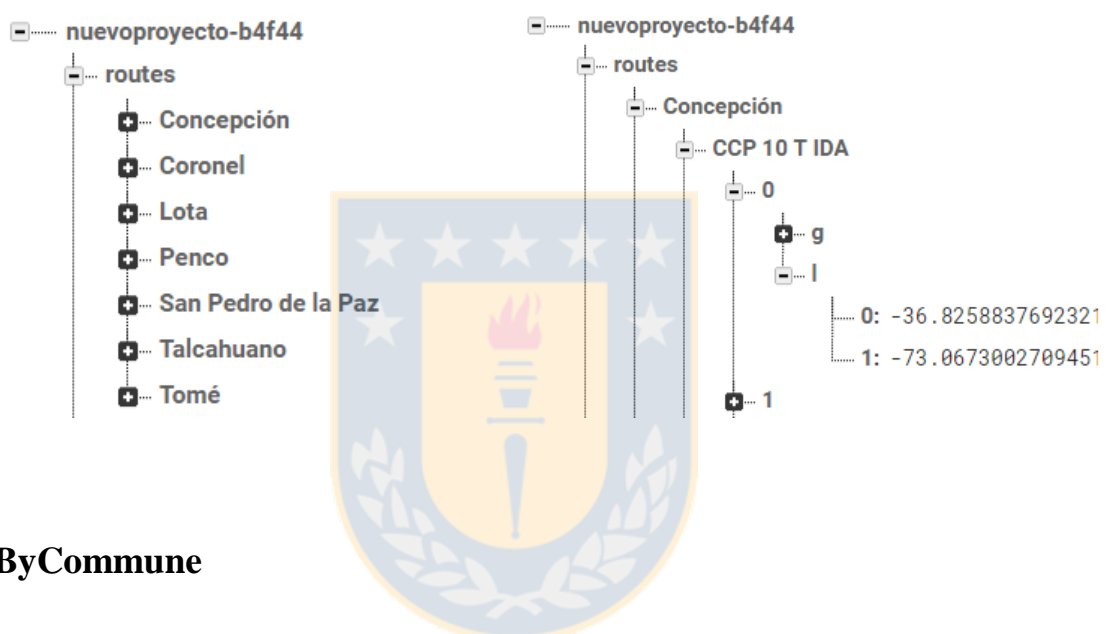 nuevoproyecto-b4f44
routes
Concepción
Coronel
Lota
Penco
San Pedro de la Paz
Talcahuano
Tomé
nuevoproyecto-b4f44
routes
Concepción
CCP 10 T IDA
0
g
l
0: -36.8258837692321
1: -73.0673002709451
1
ByCommune